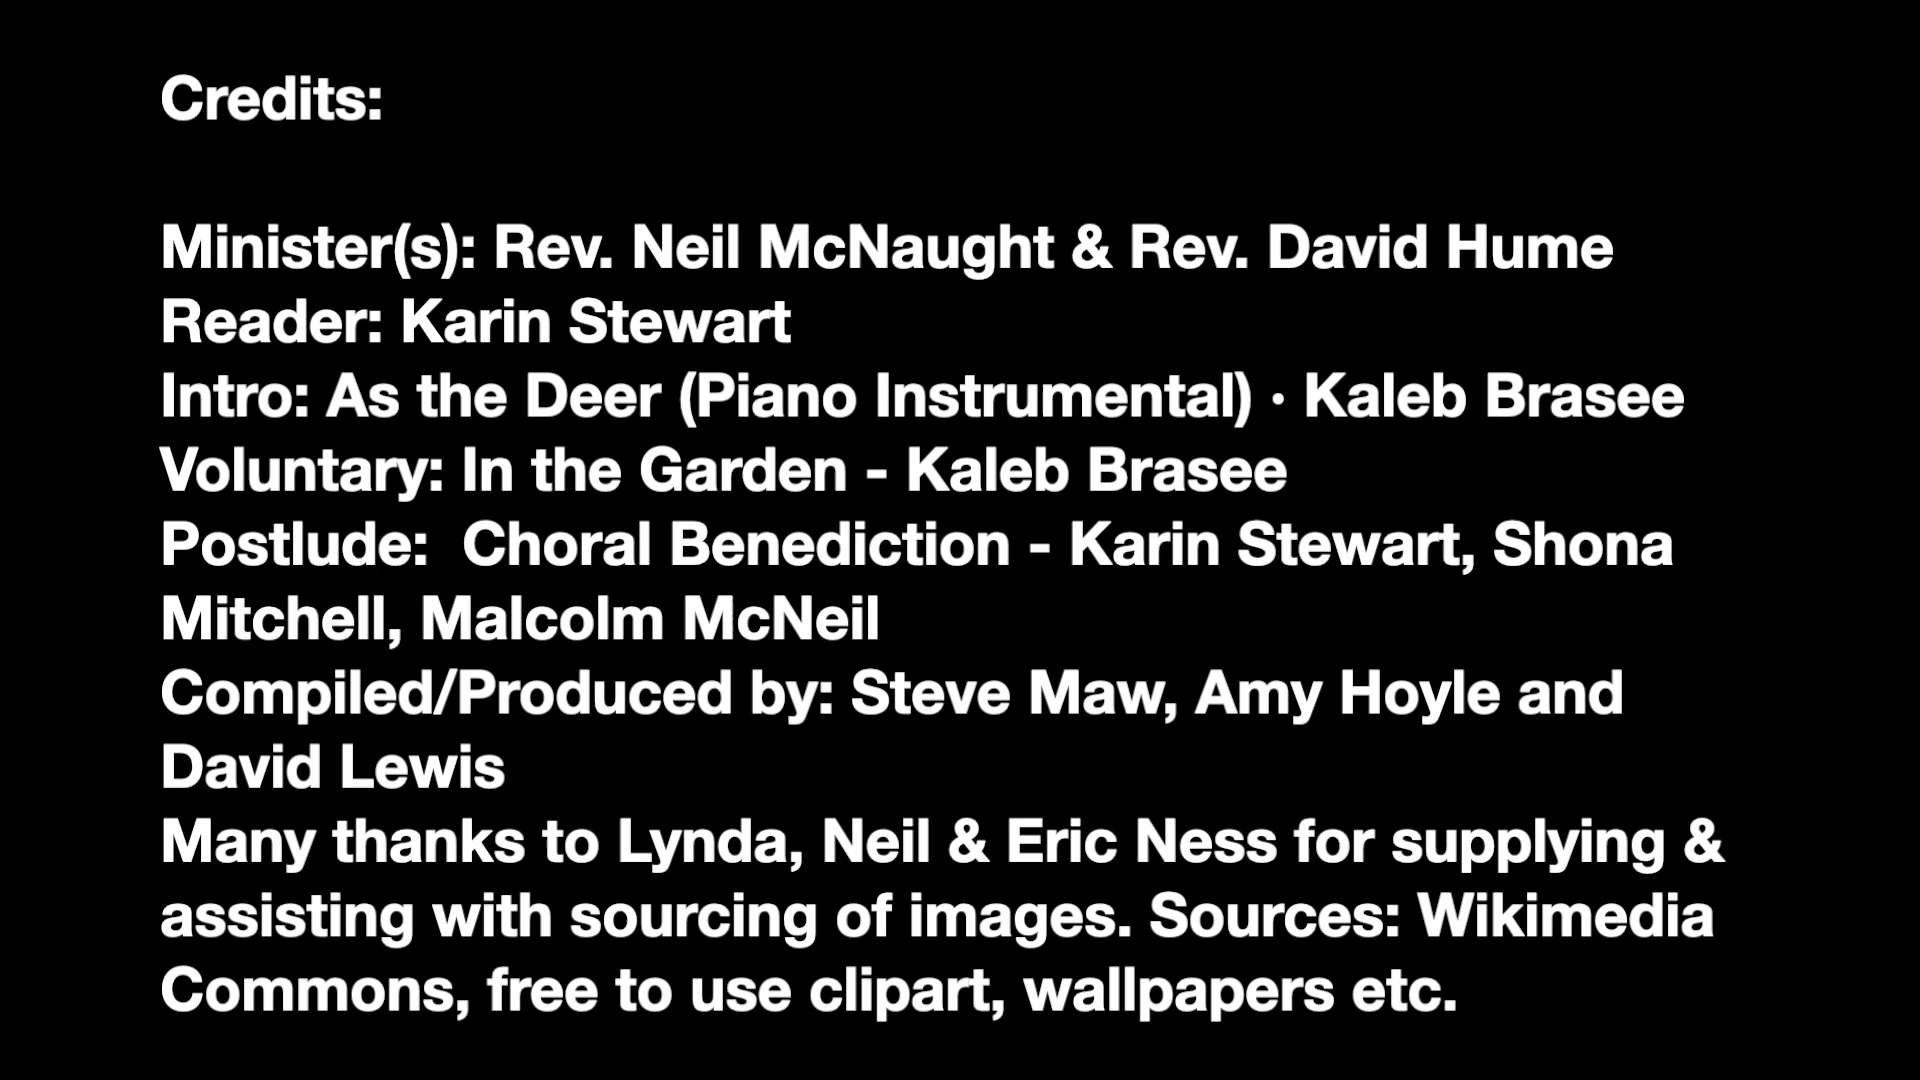 Credits:
Minister(s): Rev. Neil McNaught & Rev. David Hume
Reader: Karin Stewart
Intro: As the Deer (Piano Instrumental) · Kaleb Brasee
Voluntary: In the Garden - Kaleb Brasee
Postlude:  Choral Benediction - Karin Stewart, Shona
Mitchell, Malcolm McNeil
Compiled/Produced by: Steve Maw, Amy Hoyle and
David Lewis
Many thanks to Lynda, Neil & Eric Ness for supplying &
assisting with sourcing of images. Sources: Wikimedia
Commons, free to use clipart, wallpapers etc.